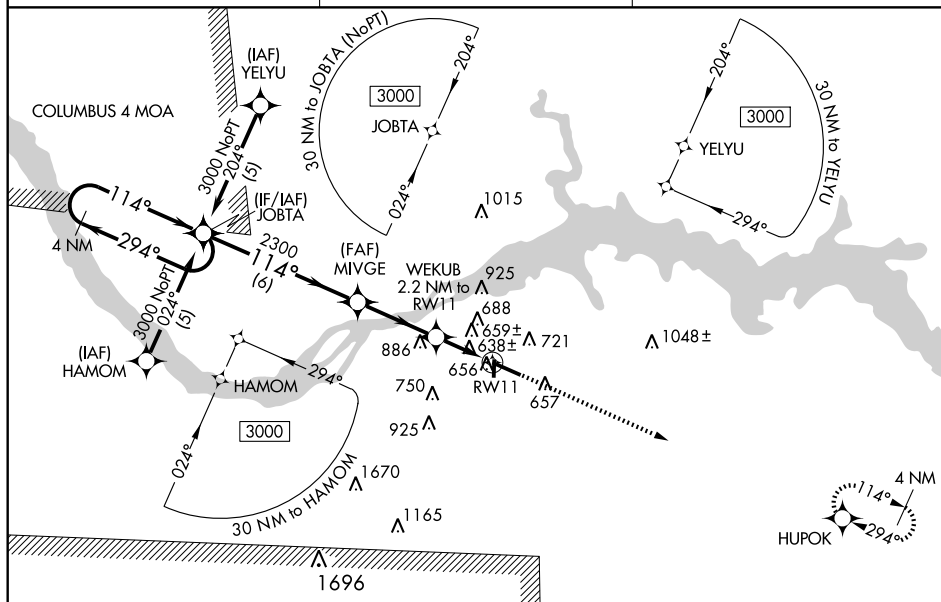 (IAF)
YELYU
COLUMBUS 4 MOA
3000 NoPT
204°
(5)
30 NM to JOBTA (NoPT)
204°
3000
JOBTA
024°
204°
3000
YELYU
294°
30 NM to YELYU
114°
4 NM
294°
(IF/IAF)
JOBTA
2300
114°
(6)
(FAF)
MIVGE
3000 NoPT
024°
(5)
(IAF)
HAMOM
WEKUB
2.2 NM to
RW11
1015
925
688
659±
638±
721
1048±
886
656
RW11
657
750
925
294°
HAMOM
3000
024°
30 NM to HAMOM
1670
1165
1696
4 NM
114°
294°
HUPOK